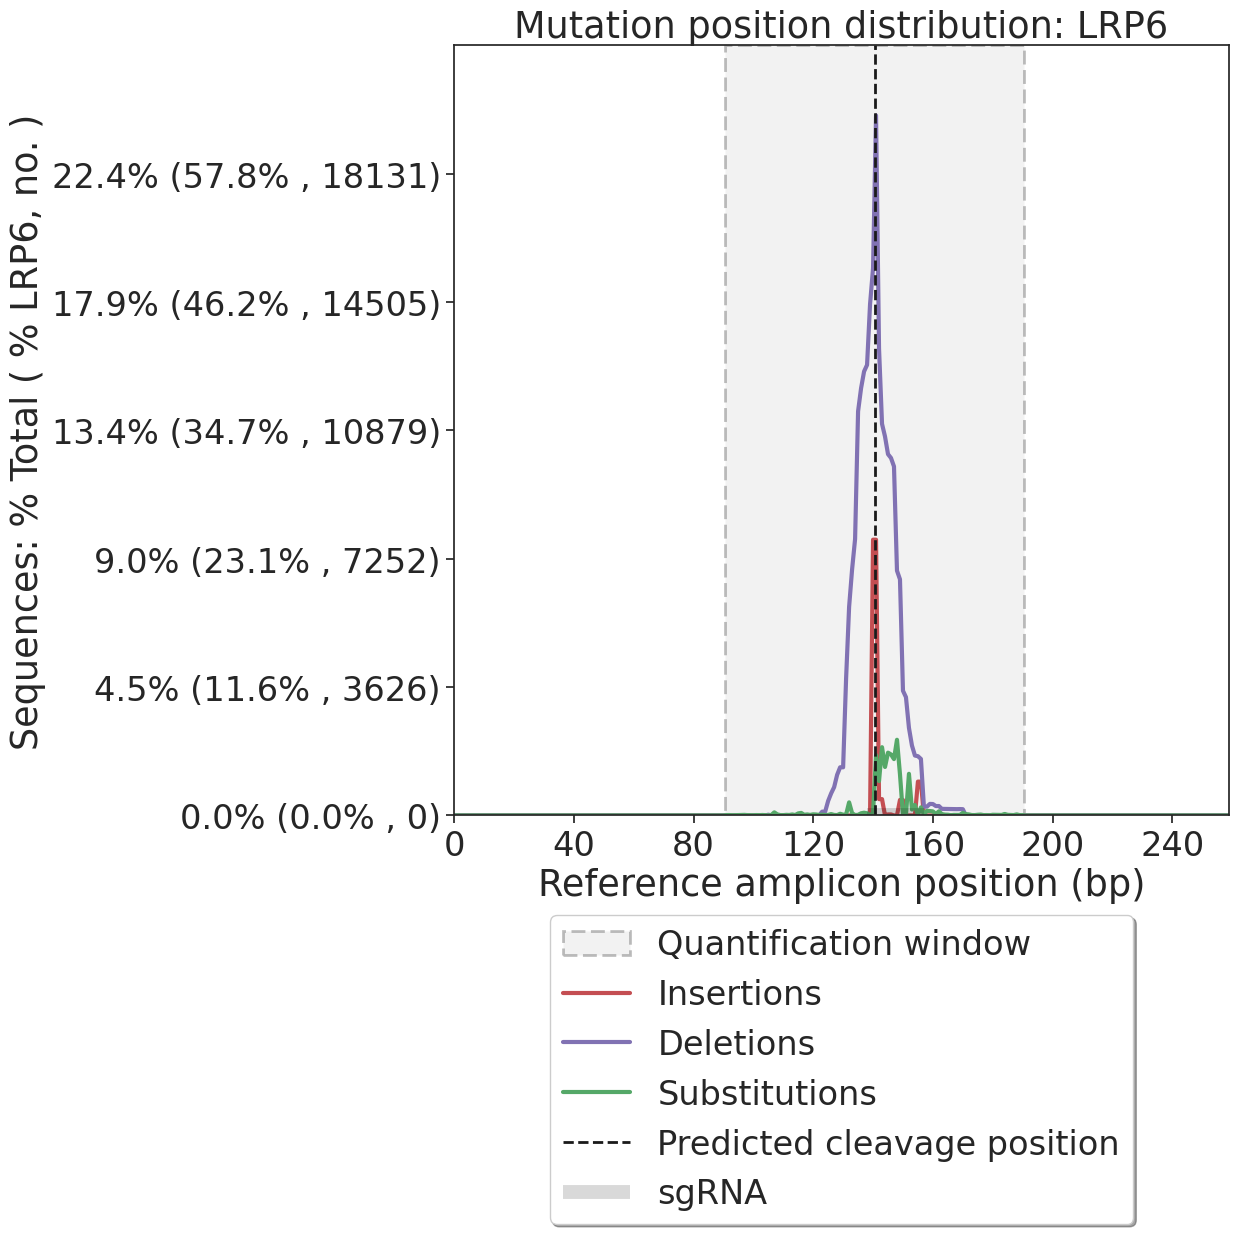 Mutation position distribution: LRP6
Sequences: % Total ( % LRP6, no. )
22.4% (57.8% , 18131)
17.9% (46.2% , 14505)
13.4% (34.7% , 10879)
9.0% (23.1% , 7252)
4.5% (11.6% , 3626)
0.0% (0.0% , 0)
0 40 80 120 160 200 240
Reference amplicon position (bp)
Quantification window
Insertions
Deletions
Substitutions
Predicted cleavage position
sgRNA